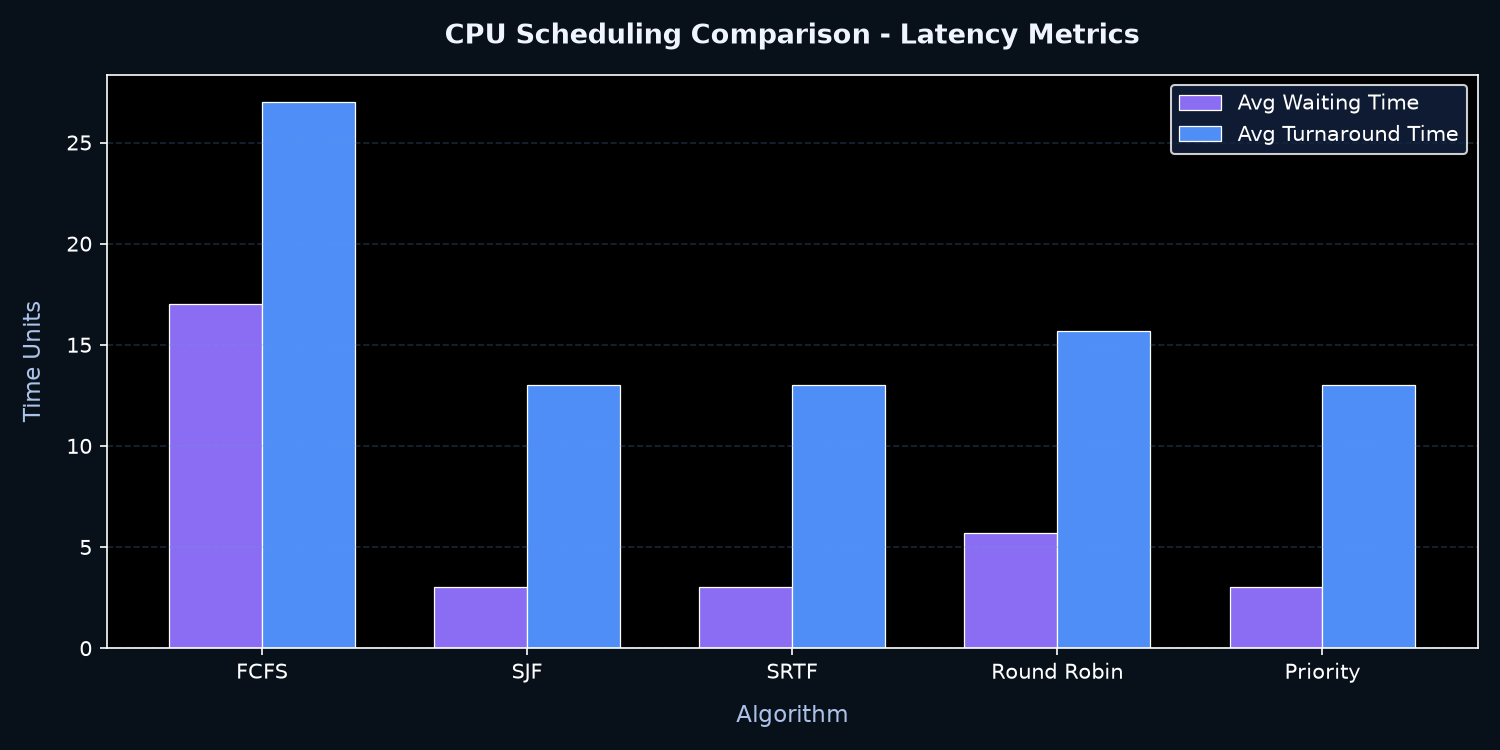 CPU Scheduling Comparison - Latency Metrics
Avg Waiting Time
Avg Turnaround Time
Time Units
25
20
15
10
5
0
FCFS SJF SRTF Round Robin Priority
Algorithm